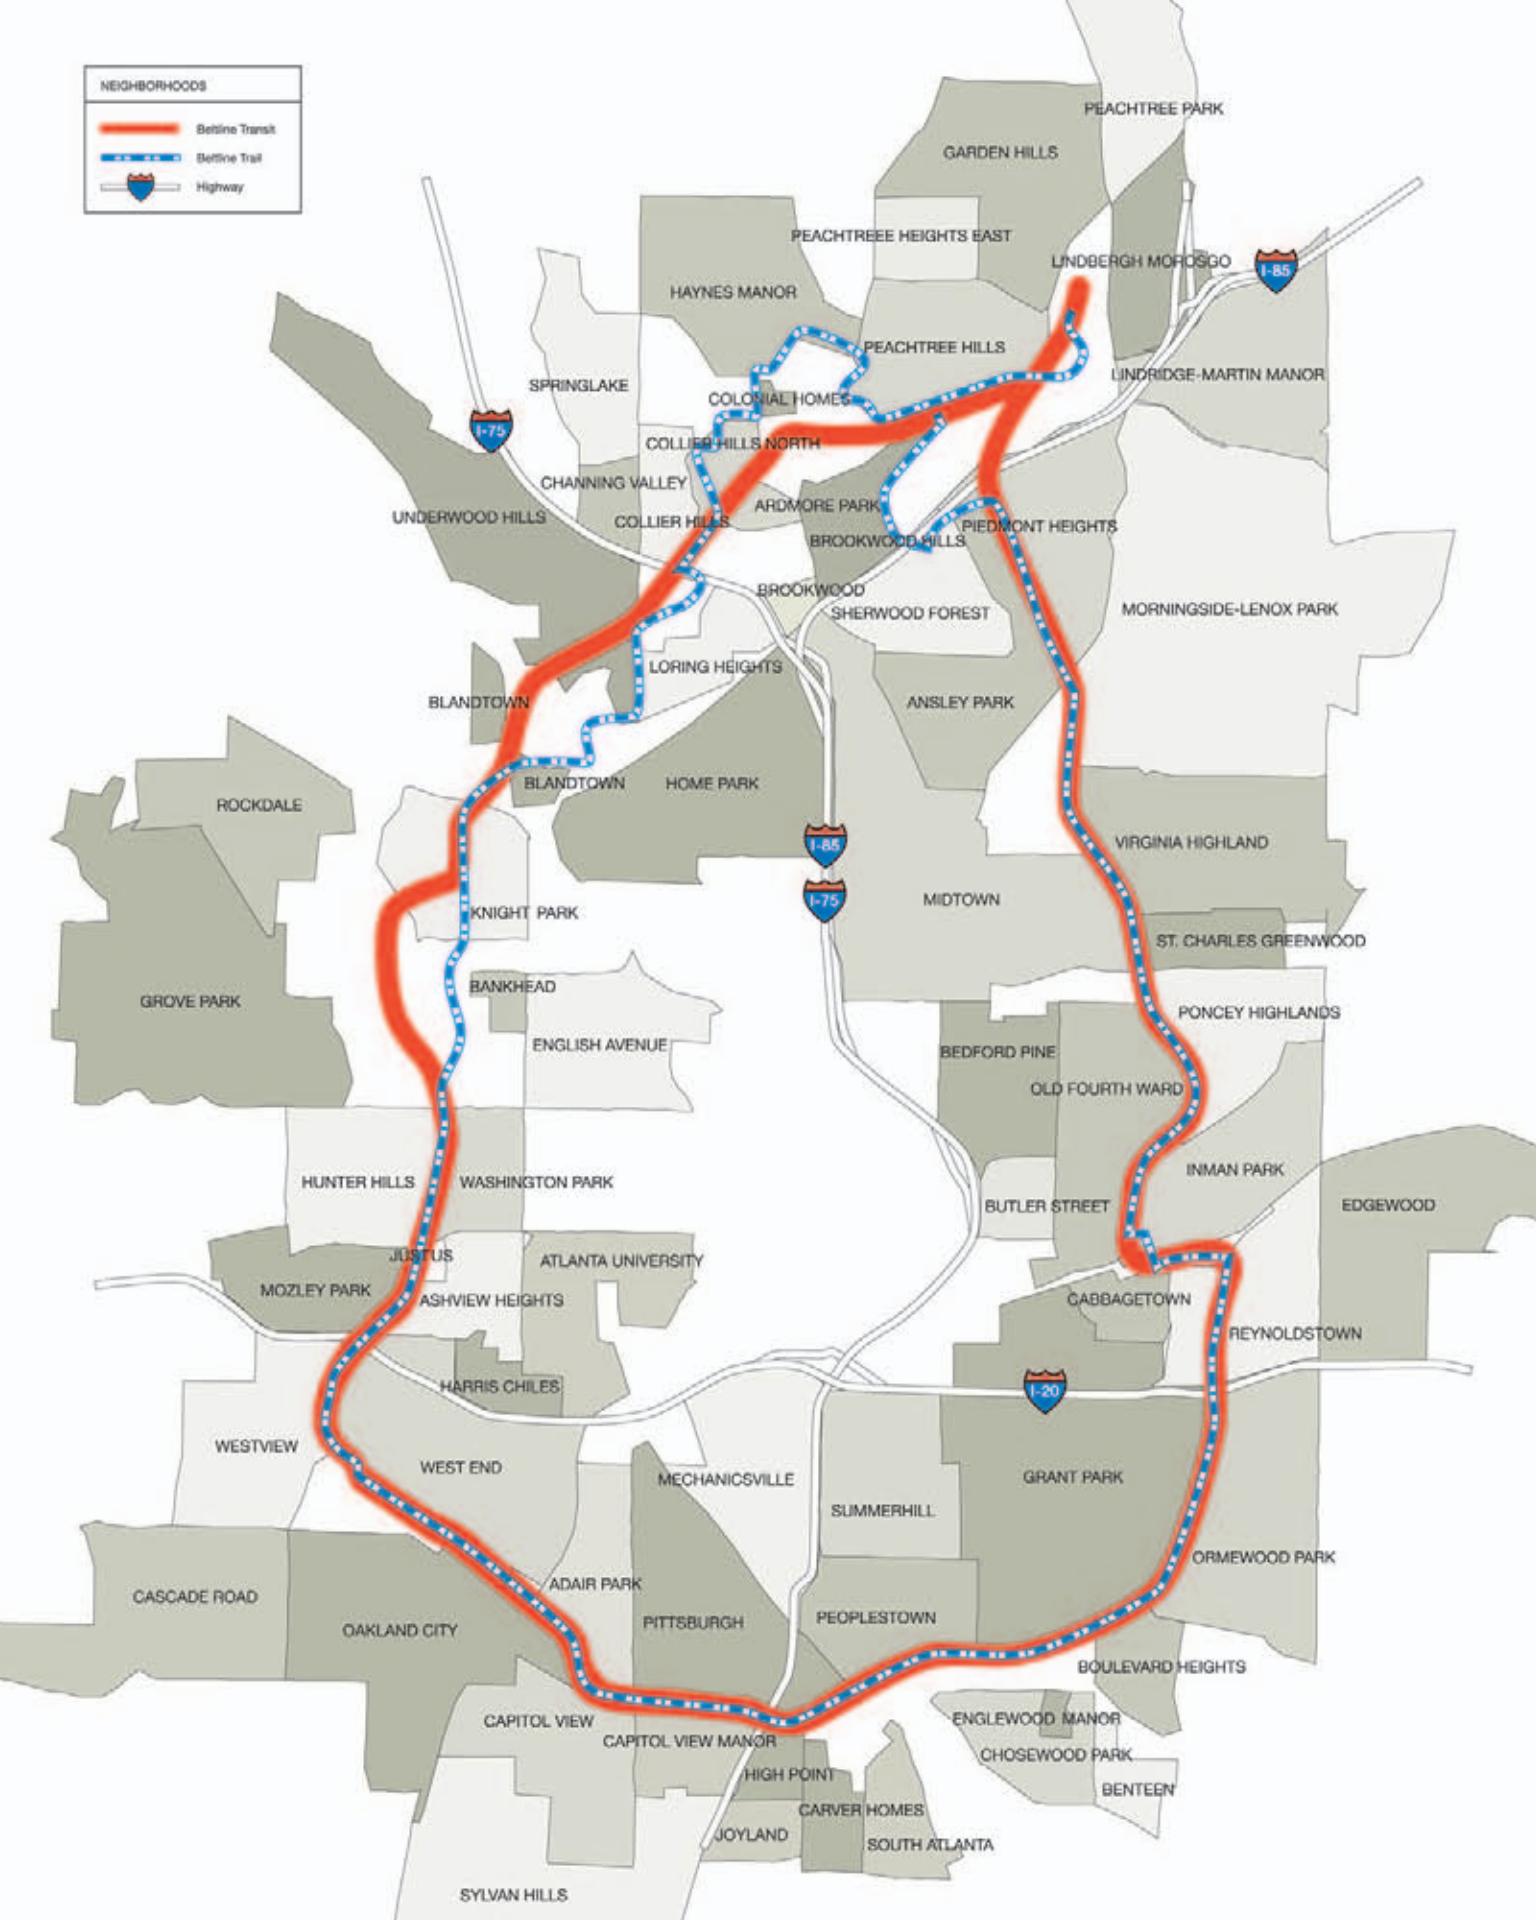 NEIGHBORHOODS
Beltline Transit
Beltline Trail
Highway
PEACHTREE PARK
GARDEN HILLS
PEACHTREEE HEIGHTS EAST
LINDBERGH MOROSGO
I-85
HAYNES MANOR
PEACHTREE HILLS
LINDRIDGE-MARTIN MANOR
SPRINGLAKE
COLONIAL HOMES
I-75
COLLIER HILLS NORTH
CHANNING VALLEY
ARDMORE PARK
UNDERWOOD HILLS
COLLIER HILLS
PIEDMONT HEIGHTS
BROOKWOOD HILLS
BROOKWOOD
SHERWOOD FOREST
MORNINGSIDE-LENOX PARK
LORING HEIGHTS
BLANDTOWN
ANSLEY PARK
BLANDTOWN
HOME PARK
ROCKDALE
I-85
VIRGINIA HIGHLAND
I-75
MIDTOWN
KNIGHT PARK
ST. CHARLES GREENWOOD
BANKHEAD
GROVE PARK
PONCEY HIGHLANDS
ENGLISH AVENUE
BEDFORD PINE
OLD FOURTH WARD
INMAN PARK
HUNTER HILLS
WASHINGTON PARK
BUTLER STREET
EDGEWOOD
JUSTUS
ATLANTA UNIVERSITY
MOZLEY PARK
ASHVIEW HEIGHTS
CABBAGETOWN
REYNOLDSTOWN
HARRIS CHILES
I-20
WESTVIEW
WEST END
MECHANICSVILLE
GRANT PARK
SUMMERHILL
ORMEWOOD PARK
ADAIR PARK
CASCADE ROAD
PEOPLESTOWN
PITTSBURGH
OAKLAND CITY
BOULEVARD HEIGHTS
CAPITOL VIEW
ENGLEWOOD MANOR
CAPITOL VIEW MANOR
CHOSEWOOD PARK
HIGH POINT
BENTEEN
CARVER HOMES
JOYLAND
SOUTH ATLANTA
SYLVAN HILLS